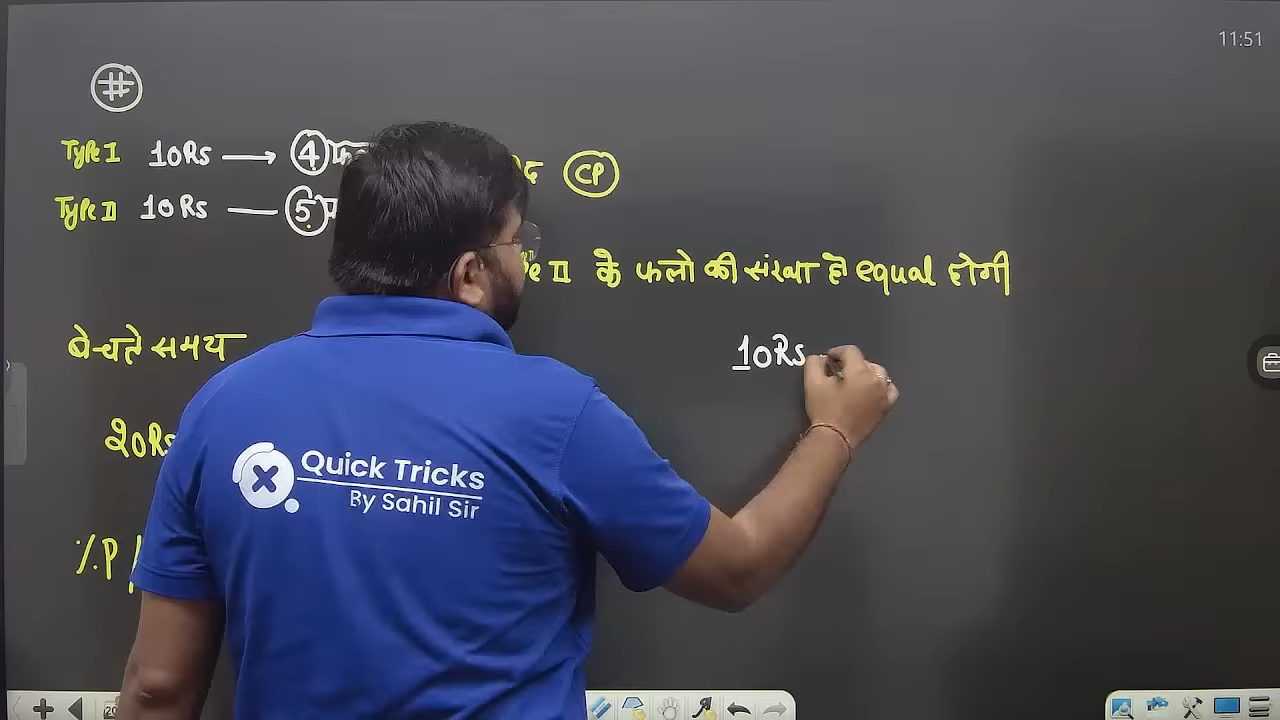 11:51
#
Type I 10Rs → 4
CP
Type II 10Rs — 5
II के फलो की संख्या हो equal होगी
बेचते समय
10Rs
20Rs
%P
Quick Tricks
By Sahil Sir